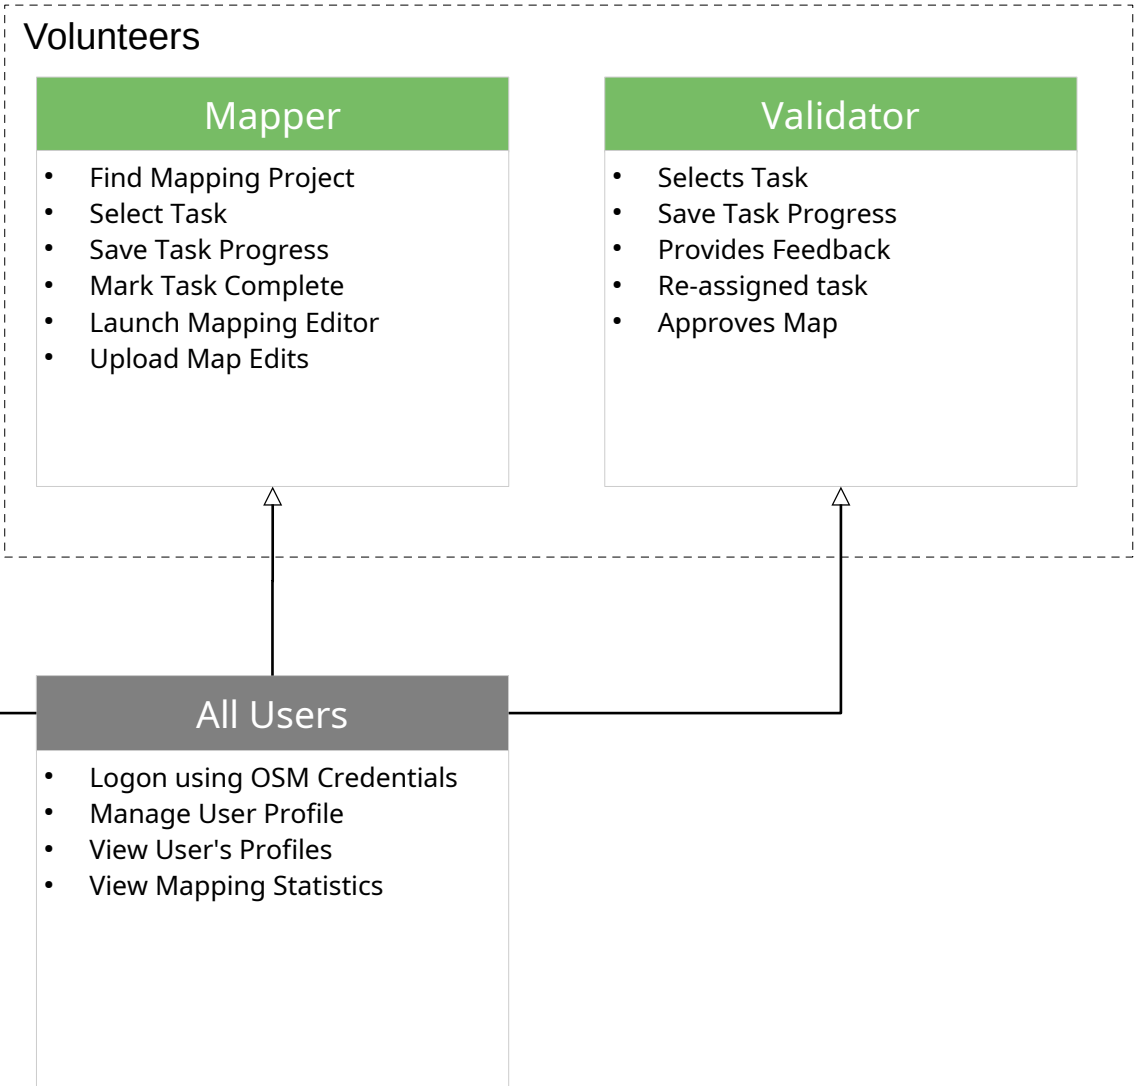 Volunteers
Mapper
• Find Mapping Project
• Select Task
• Save Task Progress
• Mark Task Complete
• Launch Mapping Editor
• Upload Map Edits
Validator
• Selects Task
• Save Task Progress
• Provides Feedback
• Re-assigned task
• Approves Map
All Users
• Logon using OSM Credentials
• Manage User Profile
• View User's Profiles
• View Mapping Statistics